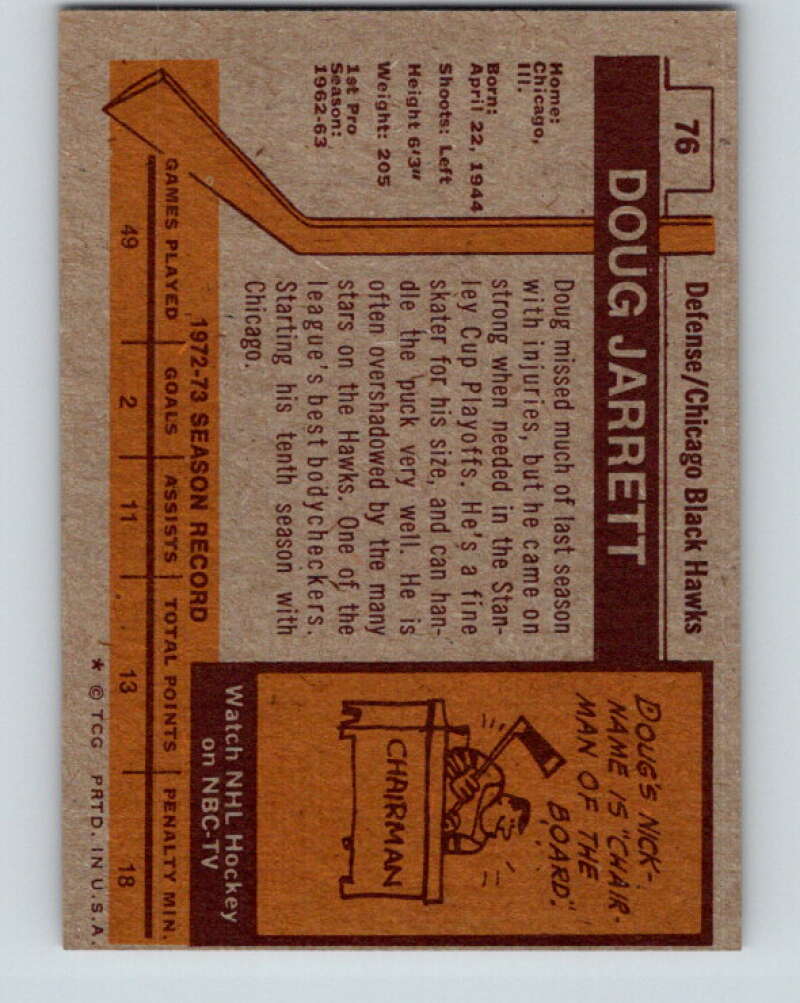 76
Defense/Chicago Black Hawks
DOUG JARRETT
Home:
Chicago,
Ill.
Born:
April 22, 1944
Shoots: Left
Height 6'3"
Weight: 205
1st Pro
Season:
1962-63
Doug missed much of last season
with injuries, but he came on
strong when needed in the Stan-
ley Cup Playoffs. He's a fine
skater for his size, and can han-
dle the puck very well. He is
often overshadowed by the many
stars on the Hawks. One of the
league's best bodycheckers.
Starting his tenth season with
Chicago.
DOUG'S NICK-
NAME IS "CHAIR-
MAN OF THE
BOARD."
CHAIRMAN
Watch NHL Hockey
on NBC-TV
1972-73 SEASON RECORD
GAMES PLAYED GOALS ASSISTS TOTAL POINTS PENALTY MIN.
49 2 11 13 18
* © TCG PRTD. IN U.S.A.